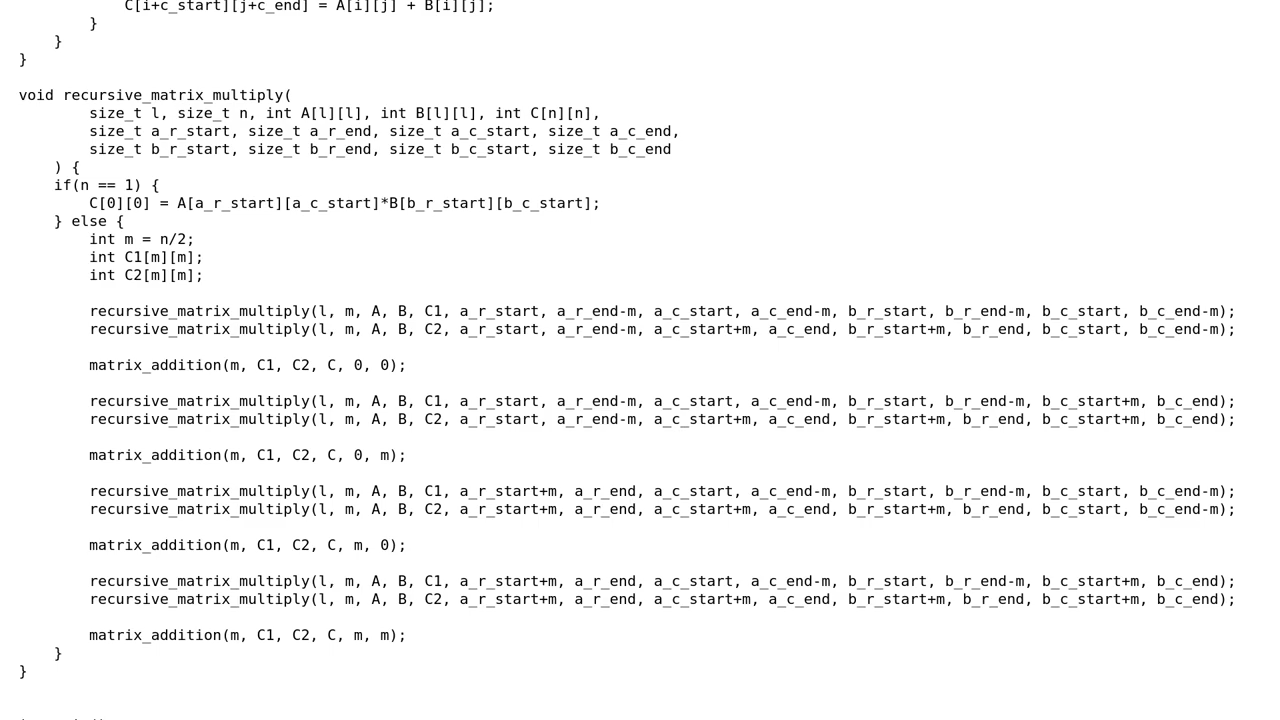 C[i+c_start][j+c_end] = A[i][j] + B[i][j];
}
}
}
void recursive_matrix_multiply(
size_t l, size_t n, int A[l][l], int B[l][l], int C[n][n],
size_t a_r_start, size_t a_r_end, size_t a_c_start, size_t a_c_end,
size_t b_r_start, size_t b_r_end, size_t b_c_start, size_t b_c_end
) {
if(n == 1) {
C[0][0] = A[a_r_start][a_c_start]*B[b_r_start][b_c_start];
} else {
int m = n/2;
int C1[m][m];
int C2[m][m];
recursive_matrix_multiply(l, m, A, B, C1, a_r_start, a_r_end-m, a_c_start, a_c_end-m, b_r_start, b_r_end-m, b_c_start, b_c_end-m);
recursive_matrix_multiply(l, m, A, B, C2, a_r_start, a_r_end-m, a_c_start+m, a_c_end, b_r_start+m, b_r_end, b_c_start, b_c_end-m);
matrix_addition(m, C1, C2, C, 0, 0);
recursive_matrix_multiply(l, m, A, B, C1, a_r_start, a_r_end-m, a_c_start, a_c_end-m, b_r_start, b_r_end-m, b_c_start+m, b_c_end);
recursive_matrix_multiply(l, m, A, B, C2, a_r_start, a_r_end-m, a_c_start+m, a_c_end, b_r_start+m, b_r_end, b_c_start+m, b_c_end);
matrix_addition(m, C1, C2, C, 0, m);
recursive_matrix_multiply(l, m, A, B, C1, a_r_start+m, a_r_end, a_c_start, a_c_end-m, b_r_start, b_r_end-m, b_c_start, b_c_end-m);
recursive_matrix_multiply(l, m, A, B, C2, a_r_start+m, a_r_end, a_c_start+m, a_c_end, b_r_start+m, b_r_end, b_c_start, b_c_end-m);
matrix_addition(m, C1, C2, C, m, 0);
recursive_matrix_multiply(l, m, A, B, C1, a_r_start+m, a_r_end, a_c_start, a_c_end-m, b_r_start, b_r_end-m, b_c_start+m, b_c_end);
recursive_matrix_multiply(l, m, A, B, C2, a_r_start+m, a_r_end, a_c_start+m, a_c_end, b_r_start+m, b_r_end, b_c_start+m, b_c_end);
matrix_addition(m, C1, C2, C, m, m);
}
}